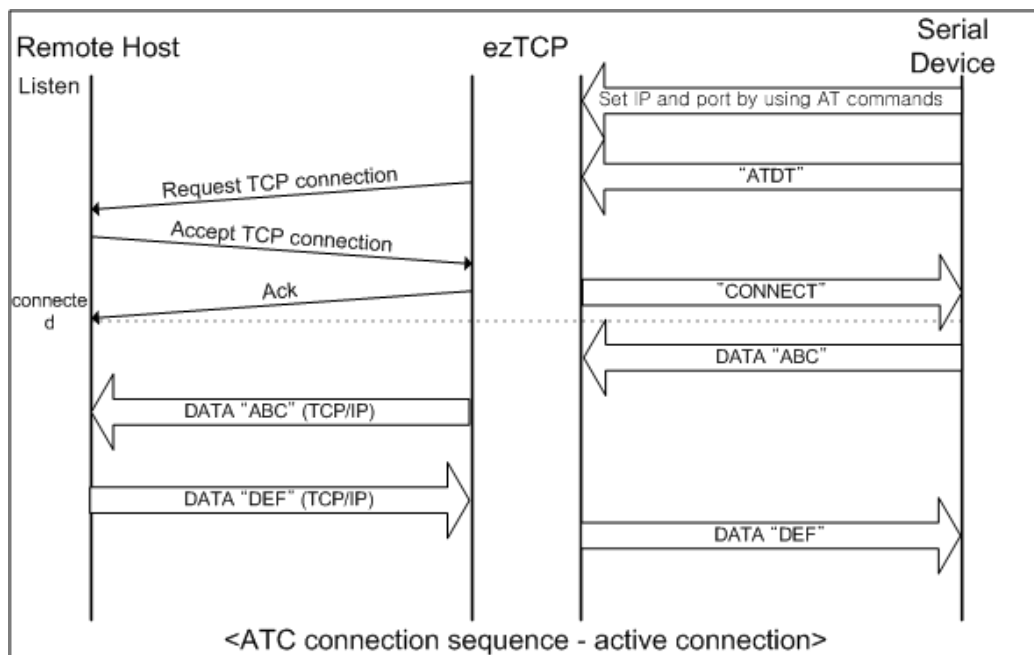 Remote Host
ezTCP
Serial
Device
Listen
Set IP and port by using AT commands
"ATDT"
Request TCP connection
Accept TCP connection
Ack
"CONNECT"
connecte
d
DATA "ABC"
DATA "ABC" (TCP/IP)
DATA "DEF" (TCP/IP)
DATA "DEF"
<ATC connection sequence - active connection>